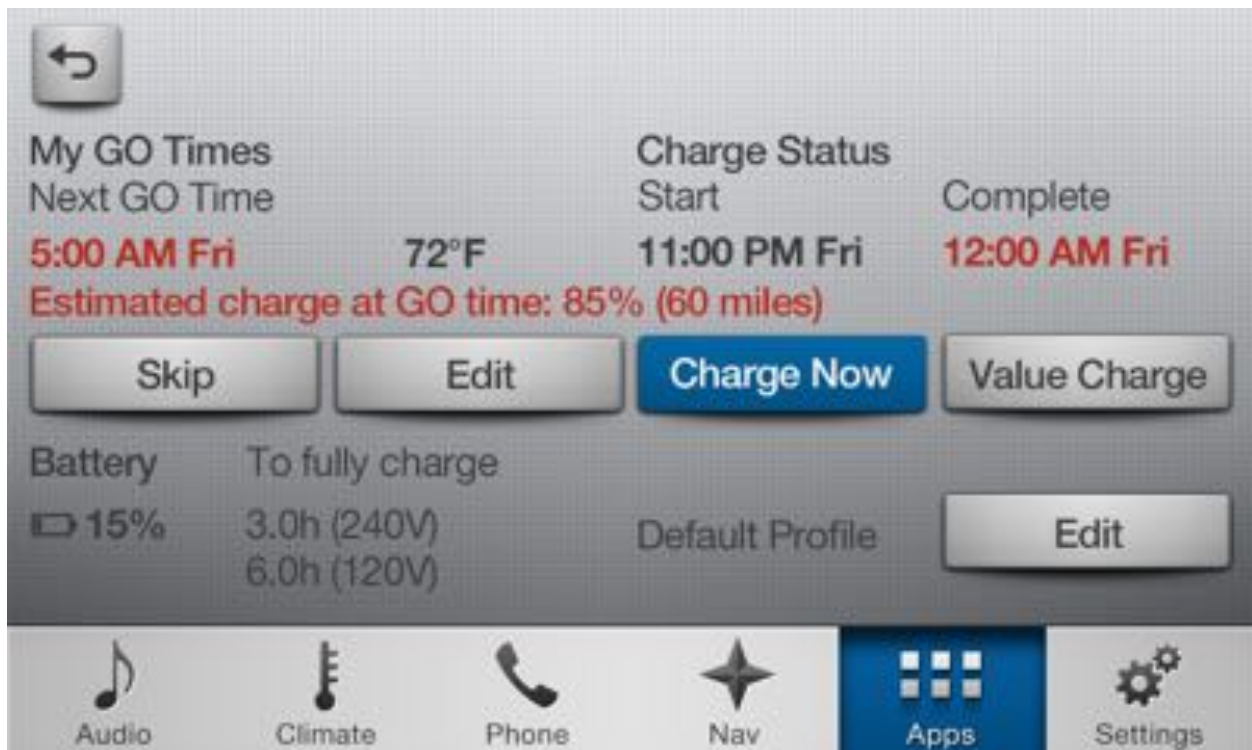 My GO Times Charge Status
Next GO Time Start Complete
5:00 AM Fri 72°F 11:00 PM Fri 12:00 AM Fri
Estimated charge at GO time: 85% (60 miles)
Skip Edit Charge Now Value Charge
Battery To fully charge
15% 3.0h (240V)
Default Profile Edit
6.0h (120V)
Audio Climate Phone Nav Apps Settings